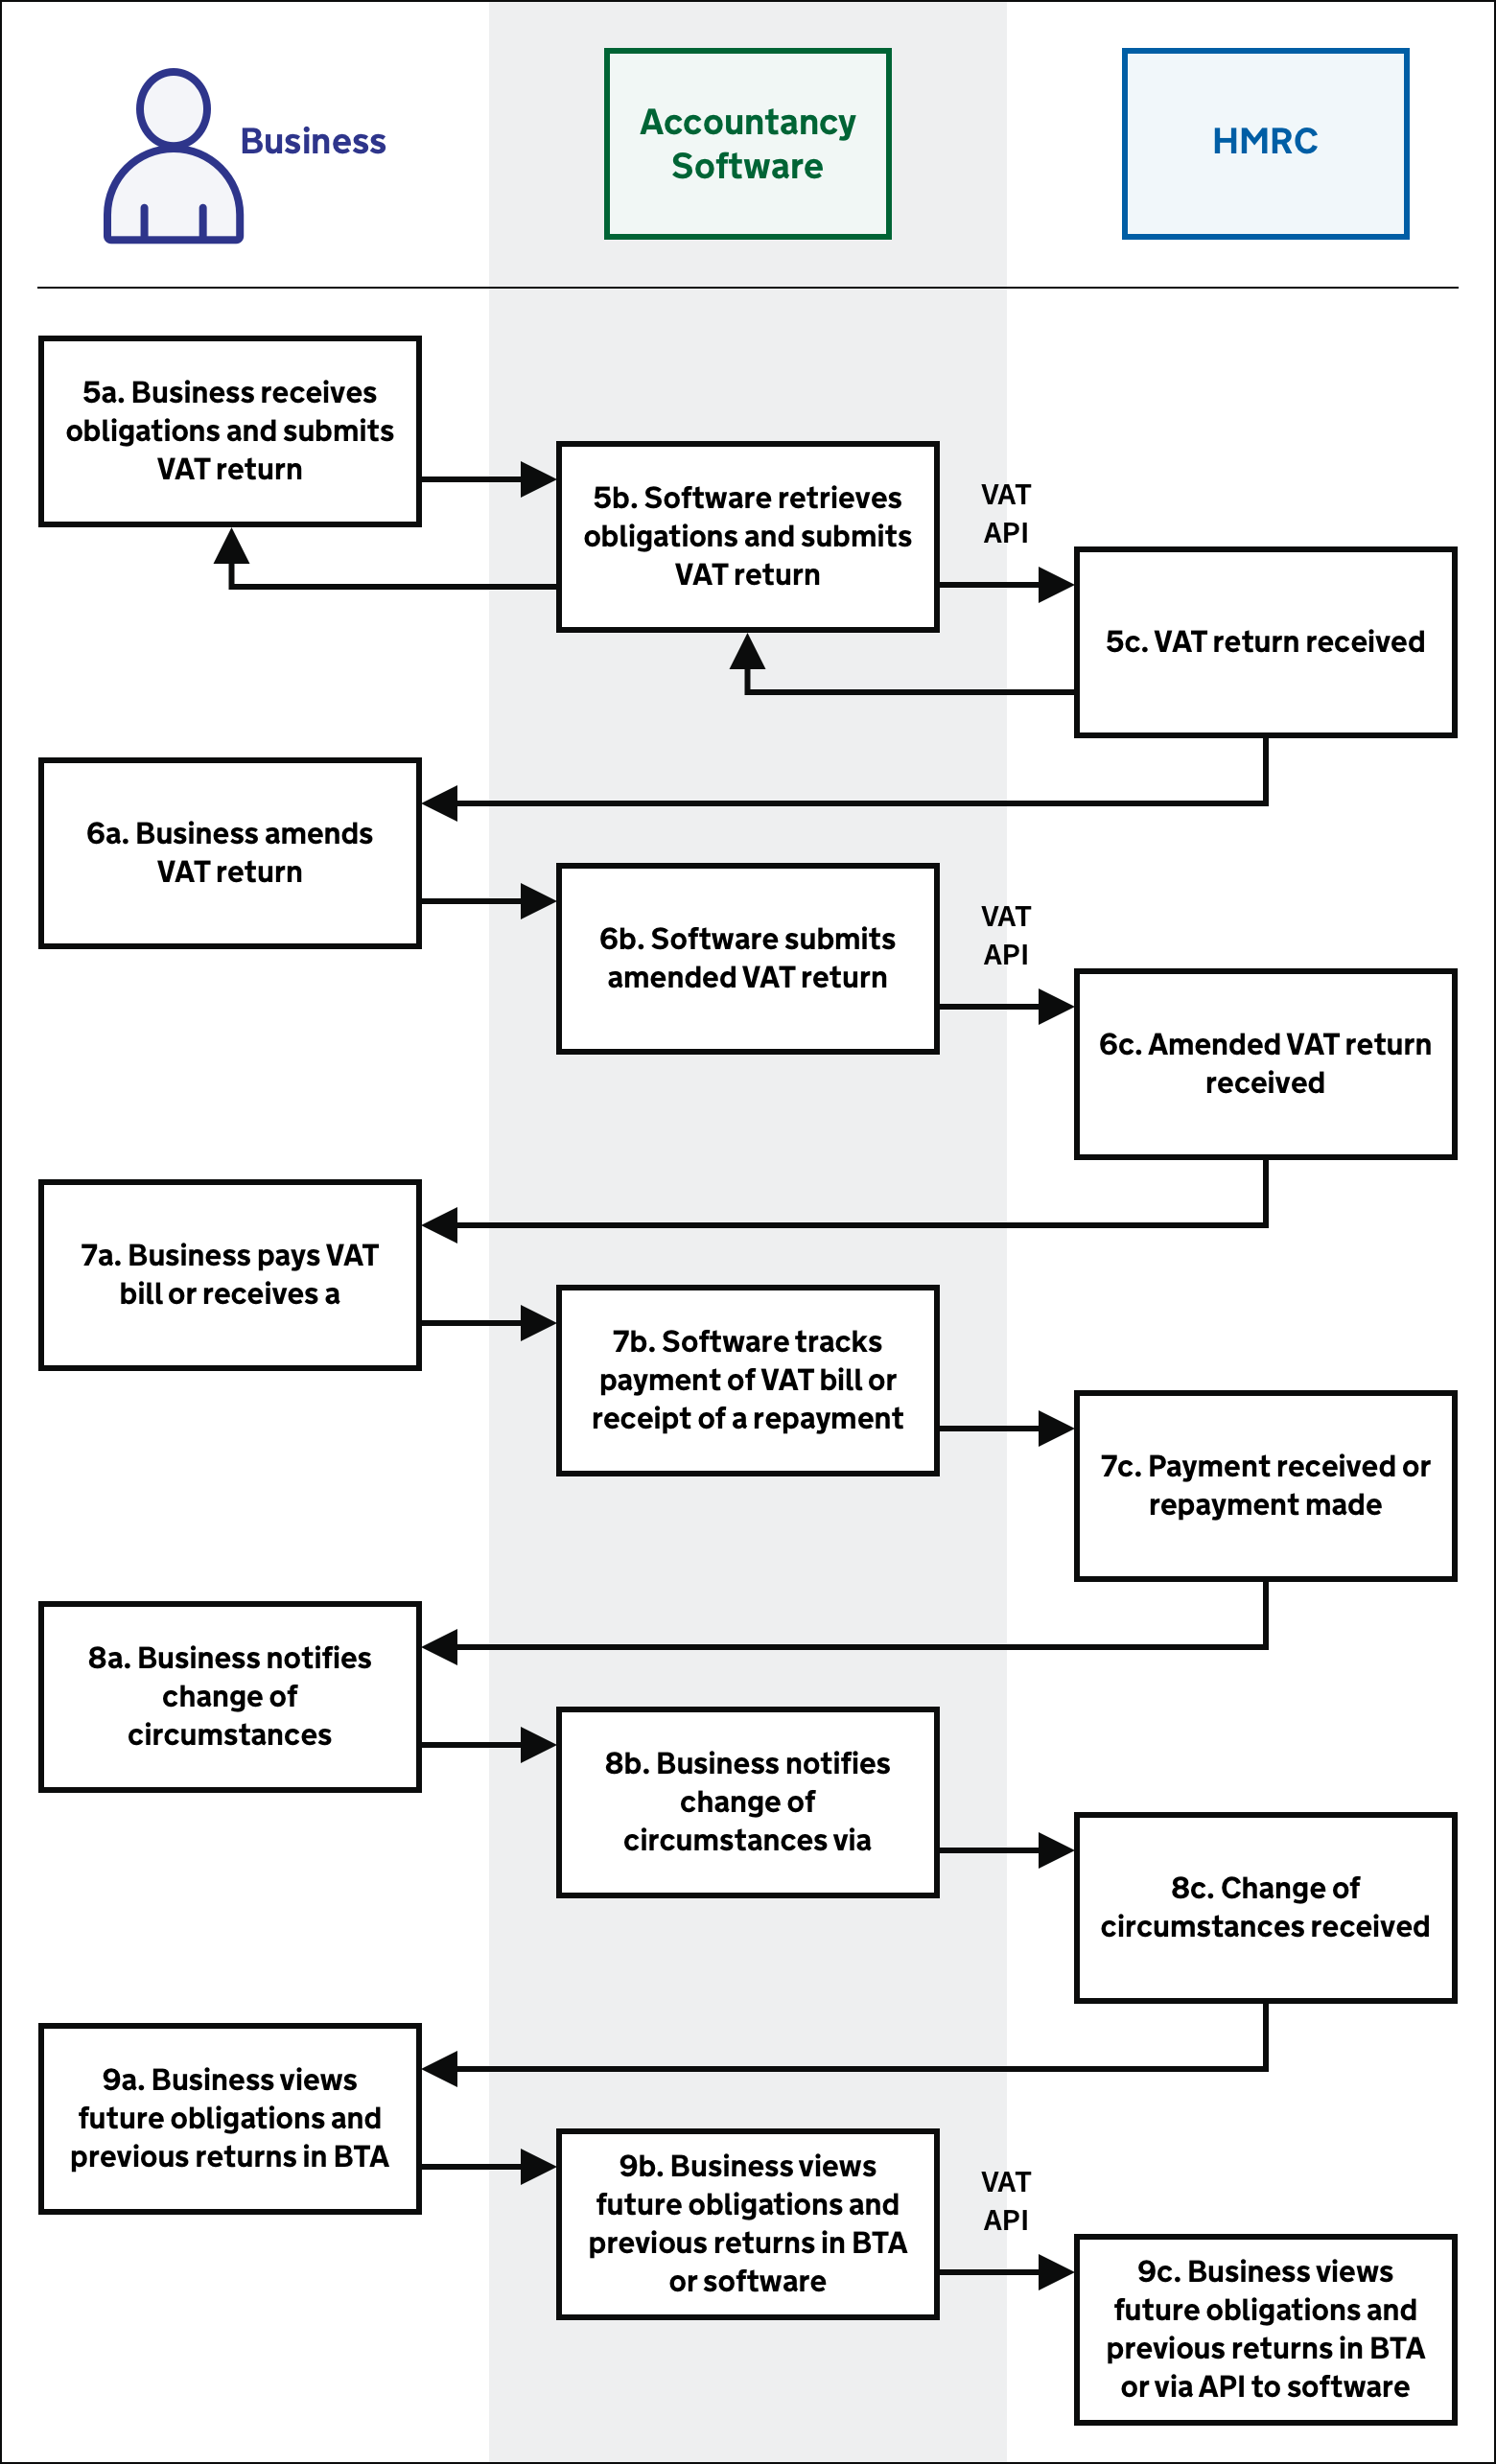 Business
Accountancy
Software
HMRC
5a. Business receives
obligations and submits
VAT return
5b. Software retrieves
obligations and submits
VAT return
VAT
API
5c. VAT return received
6a. Business amends
VAT return
6b. Software submits
amended VAT return
VAT
API
6c. Amended VAT return
received
7a. Business pays VAT
bill or receives a
7b. Software tracks
payment of VAT bill or
receipt of a repayment
7c. Payment received or
repayment made
8a. Business notifies
change of
circumstances
8b. Business notifies
change of
circumstances via
8c. Change of
circumstances received
9a. Business views
future obligations and
previous returns in BTA
9b. Business views
future obligations and
previous returns in BTA
or software
VAT
API
9c. Business views
future obligations and
previous returns in BTA
or via API to software